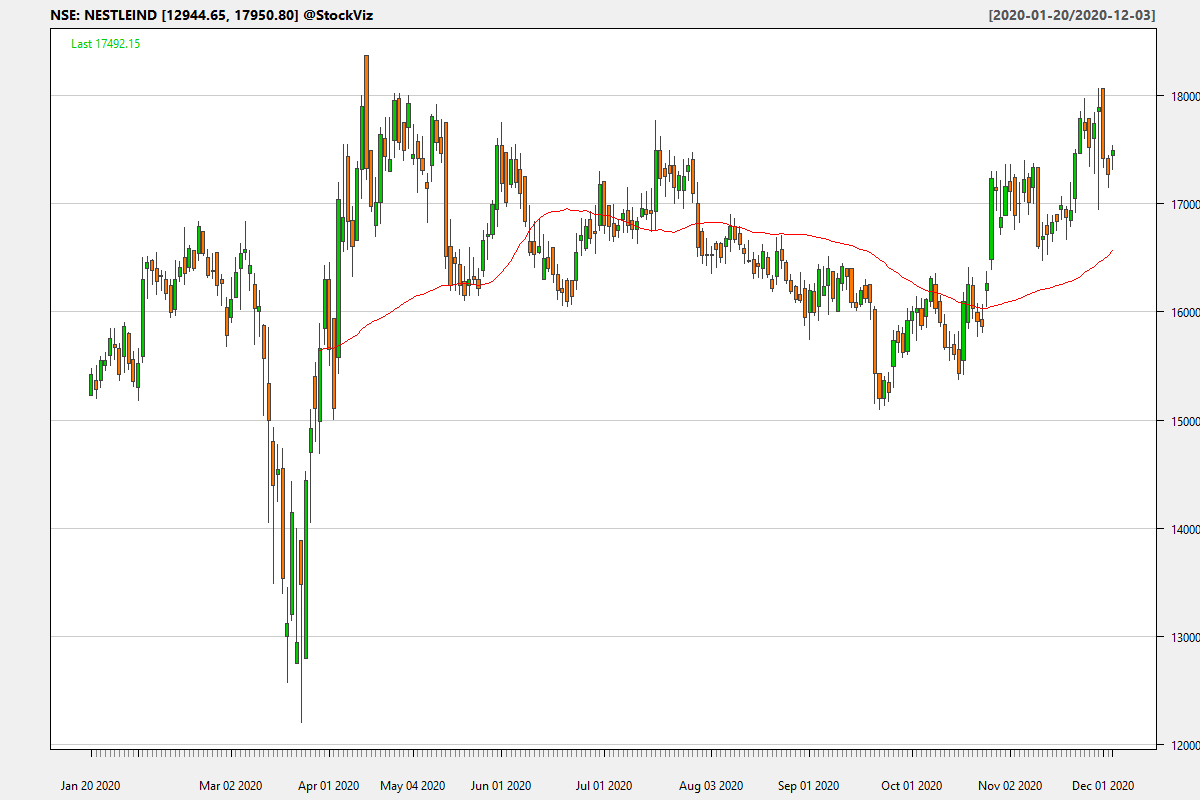 NSE: NESTLEIND [12944.65, 17950.80] @StockViz [2020-01-20/2020-12-03]
Last 17492.15
18000
17000
16000
15000
14000
13000
12000
Jan 20 2020 Mar 02 2020 Apr 01 2020 May 04 2020 Jun 01 2020 Jul 01 2020 Aug 03 2020 Sep 01 2020 Oct 01 2020 Nov 02 2020 Dec 01 2020